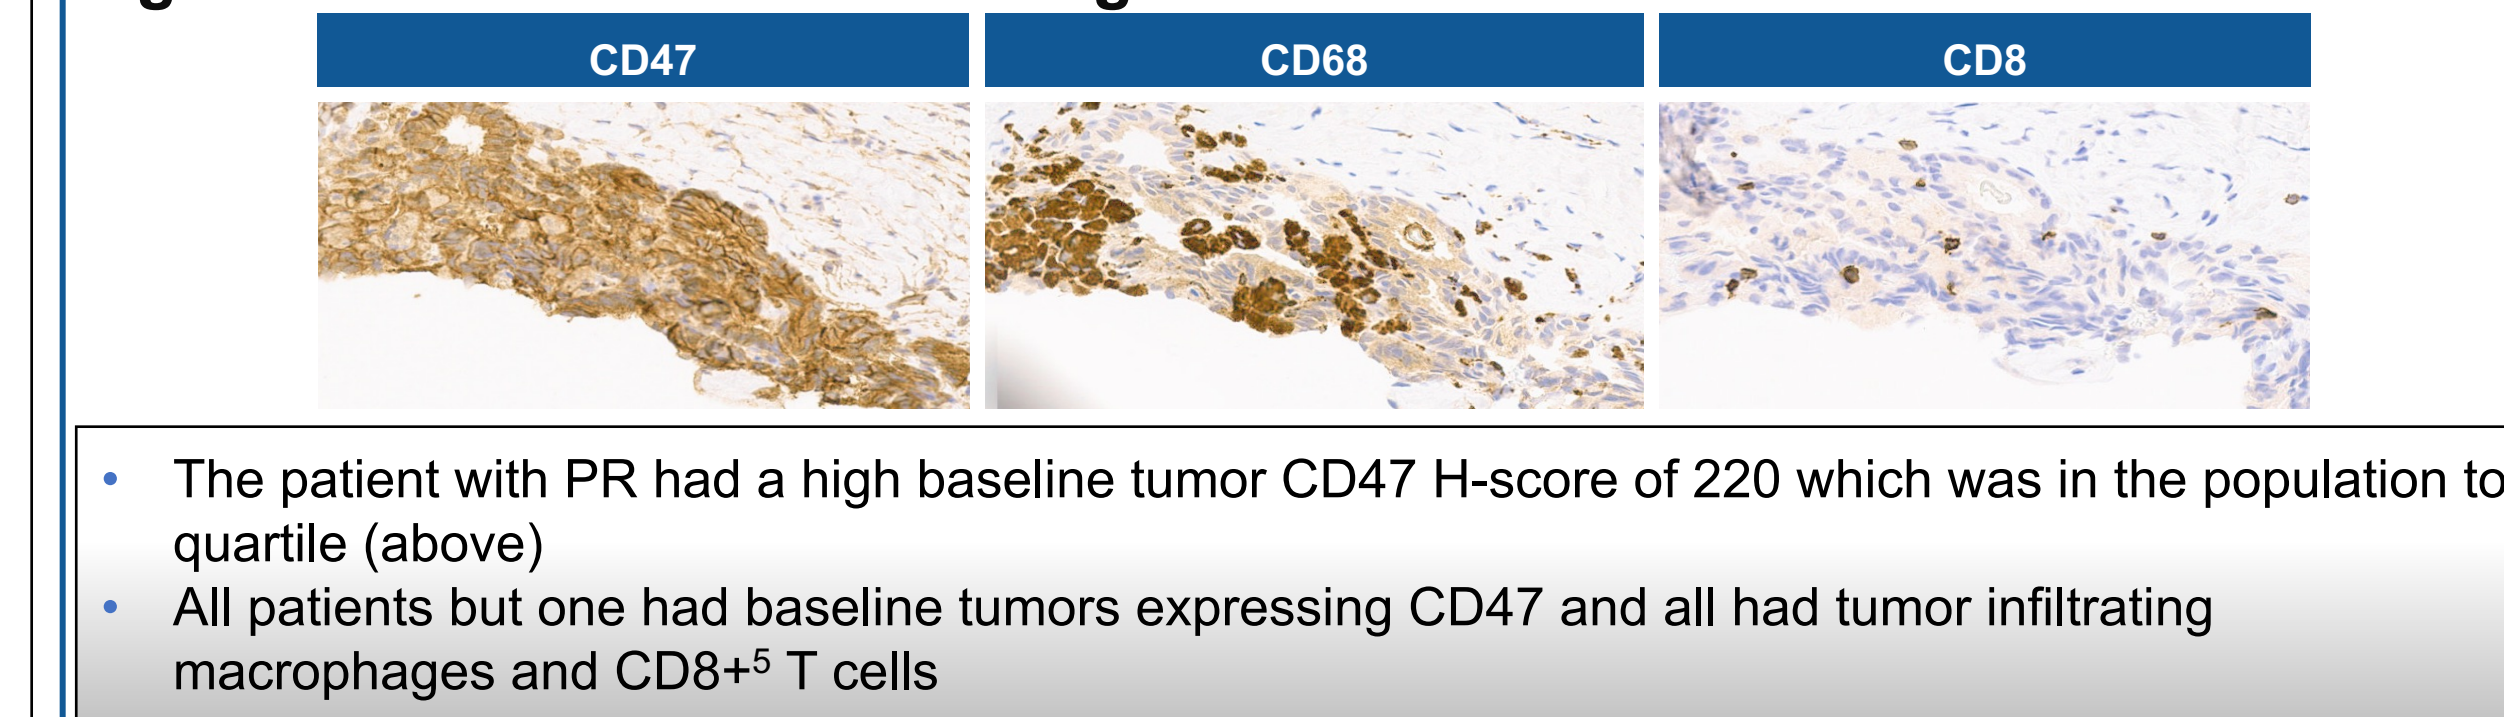 CD47
CD68
CD8
• The patient with PR had a high baseline tumor CD47 H-score of 220 which was in the population
quartile (above)
• All patients but one had baseline tumors expressing CD47 and all had tumor infiltrating
macrophages and CD8+⁵ T cells